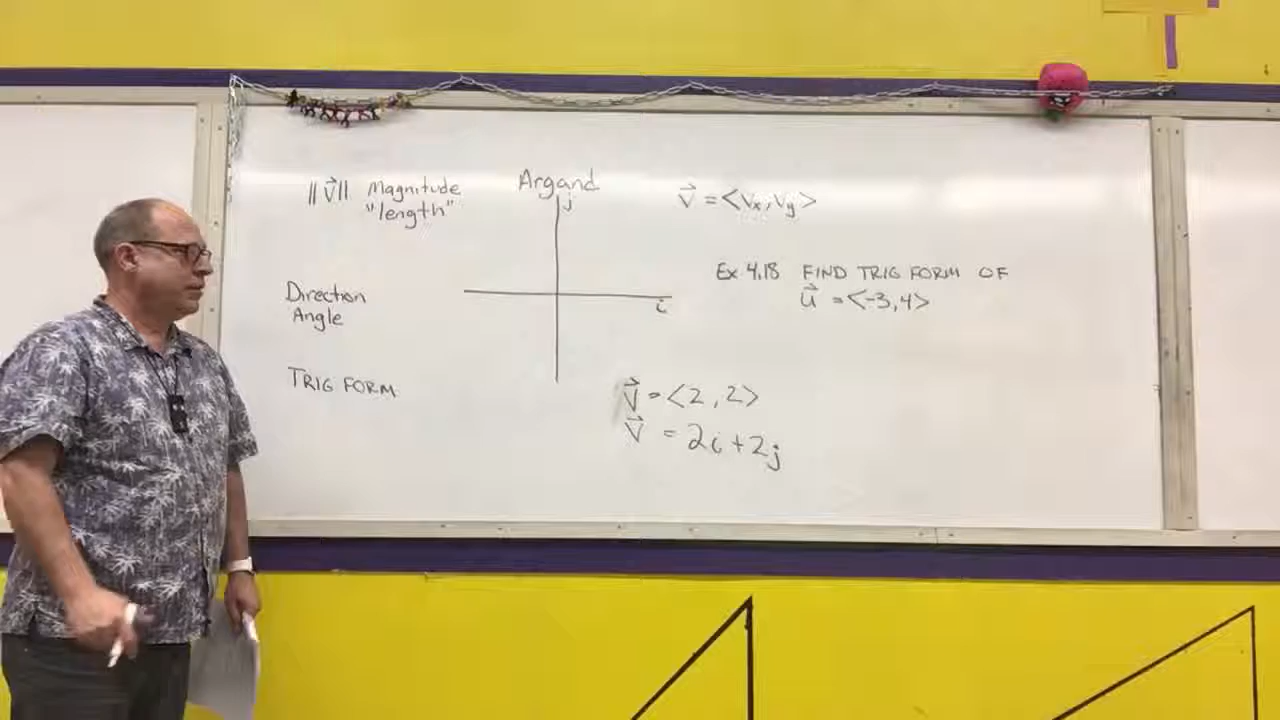 ||v⃗|| Magnitude
"length"
Argand
j
i
v⃗ = <Vx, Vy>
Ex 4.18 FIND TRIG FORM OF
u⃗ = <-3, 4>
Direction
Angle
TRIG FORM
v⃗ = <2, 2>
v⃗ = 2i + 2j